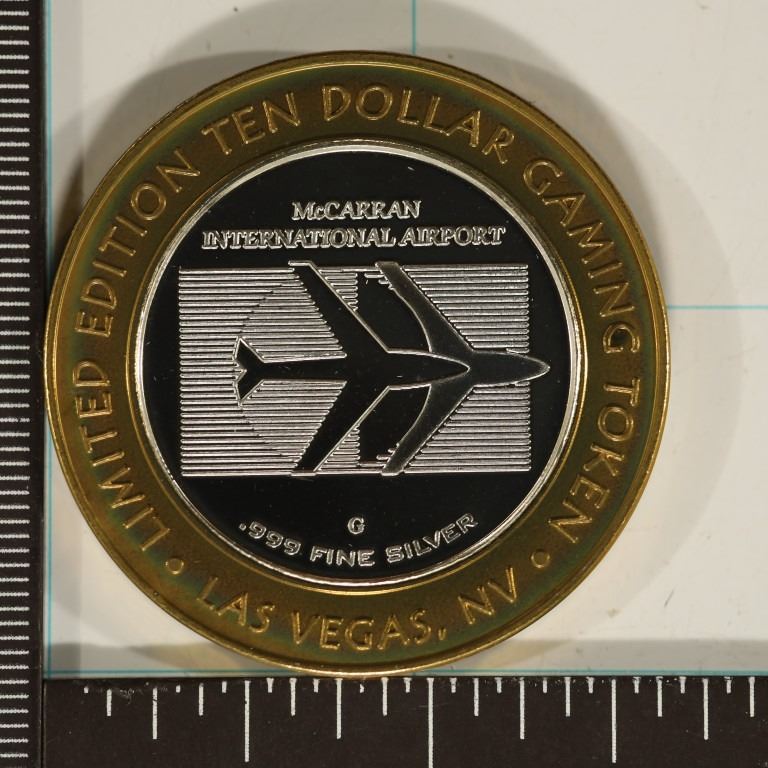 LIMITED EDITION TEN DOLLAR GAMING TOKEN
McCARRAN
INTERNATIONAL AIRPORT
G
.999 FINE SILVER
• LAS VEGAS, NV •